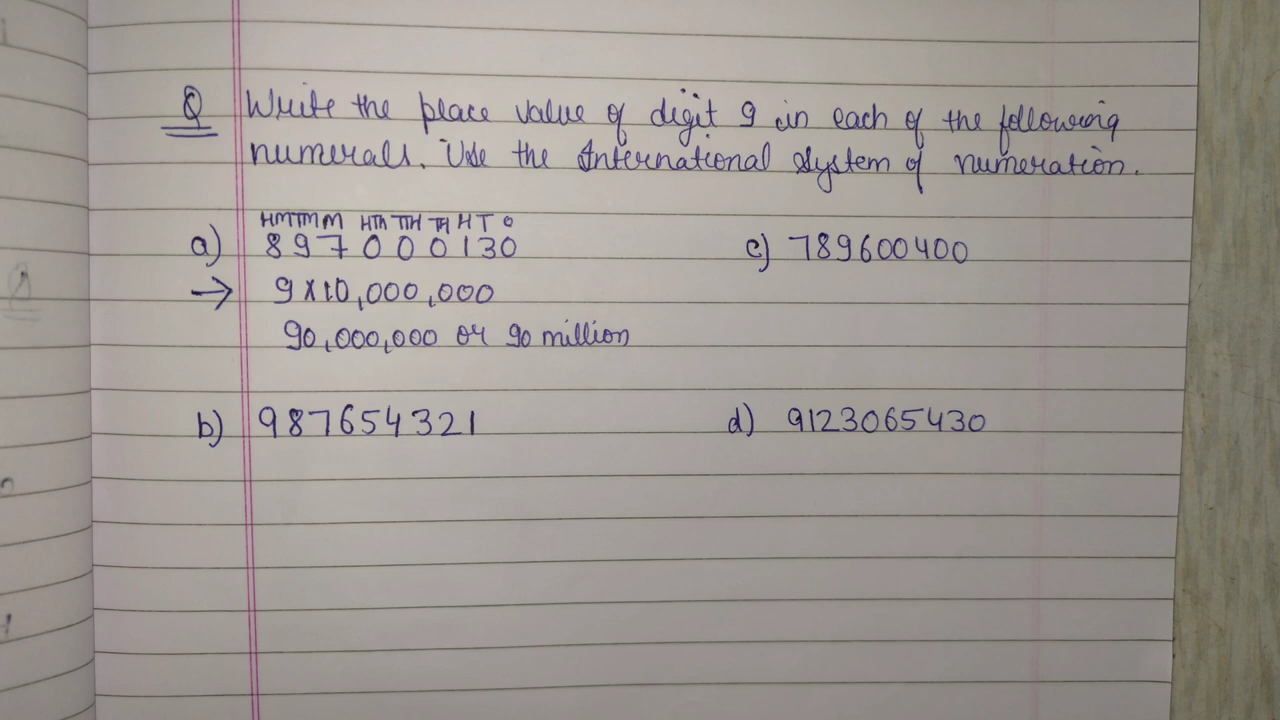 Q Write the place value of digit 9 in each of the following
numerals. Use the International System of numeration.
HM TM M HTh TTH TH H T O
a) 897000130
→ 9 x 10,000,000
90,000,000 or 90 million
c) 789600400
b) 987654321
d) 9123065430